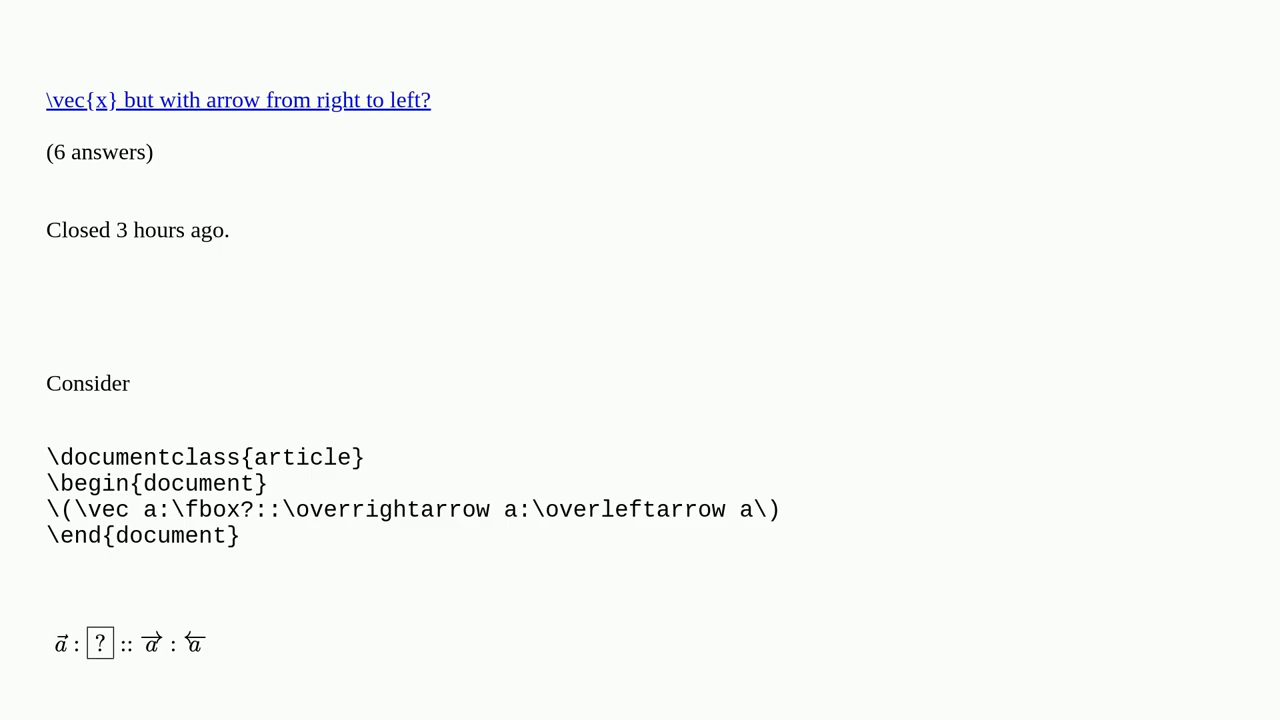 \vec{x} but with arrow from right to left?
(6 answers)
Closed 3 hours ago.
Consider
\documentclass{article}
\begin{document}
\(\vec a:\fbox?::\overrightarrow a:\overleftarrow a\)
\end{document}
a⃗ : ? :: a⃗ : a⃖